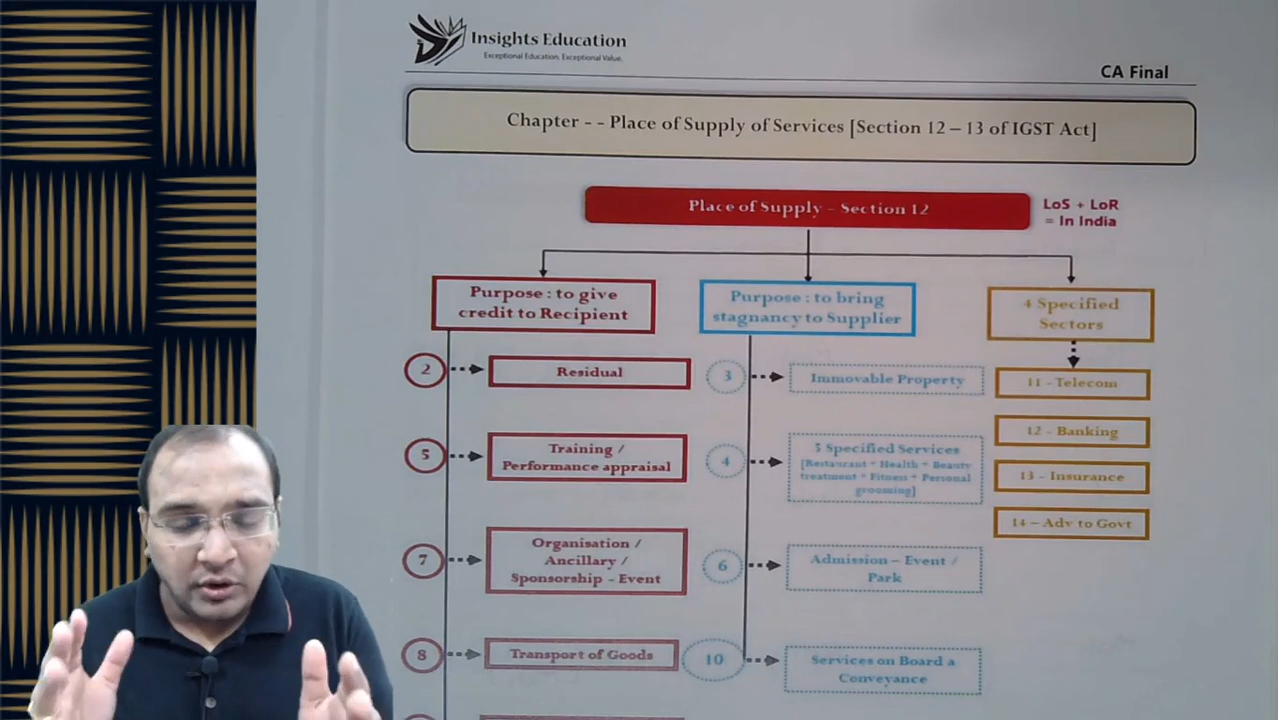 Insights Education
Exceptional Education. Exceptional Value.
CA Final
Chapter - - Place of Supply of Services [Section 12 – 13 of IGST Act]
Place of Supply – Section 12
LoS + LoR
= In India
Purpose : to give
credit to Recipient
Purpose : to bring
stagnancy to Supplier
4 Specified
Sectors
2
Residual
3
Immovable Property
11 - Telecom
12 - Banking
5
Training /
Performance appraisal
4
5 Specified Services
[Restaurant + Health + Beauty
treatment + Fitness + Personal
grooming]
13 - Insurance
14 – Adv to Govt
7
Organisation /
Ancillary /
Sponsorship - Event
6
Admission – Event /
Park
8
Transport of Goods
10
Services on Board a
Conveyance